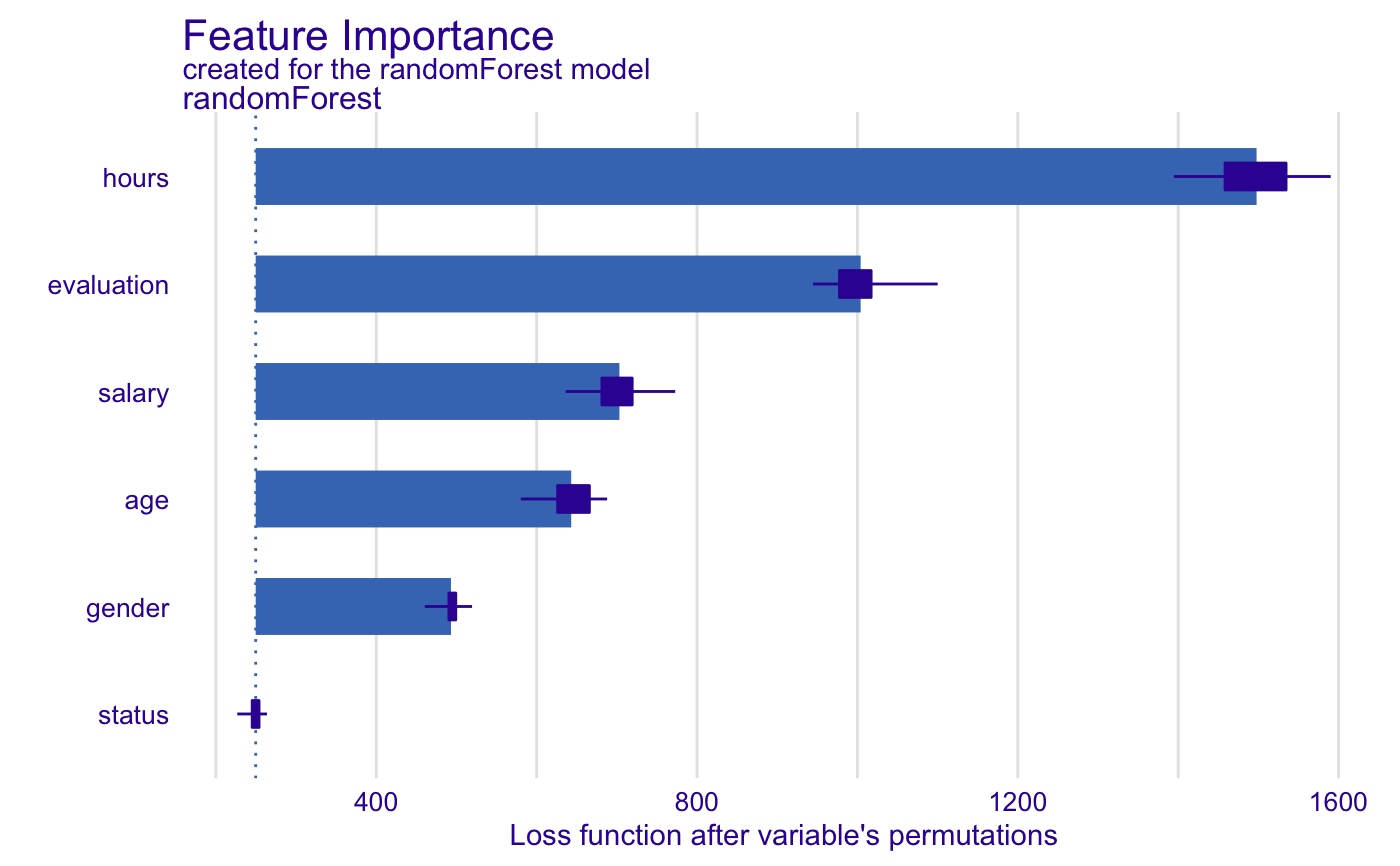 Feature Importance
created for the randomForest model
randomForest
hours
evaluation
salary
age
gender
status
400 800 1200 1600
Loss function after variable's permutations